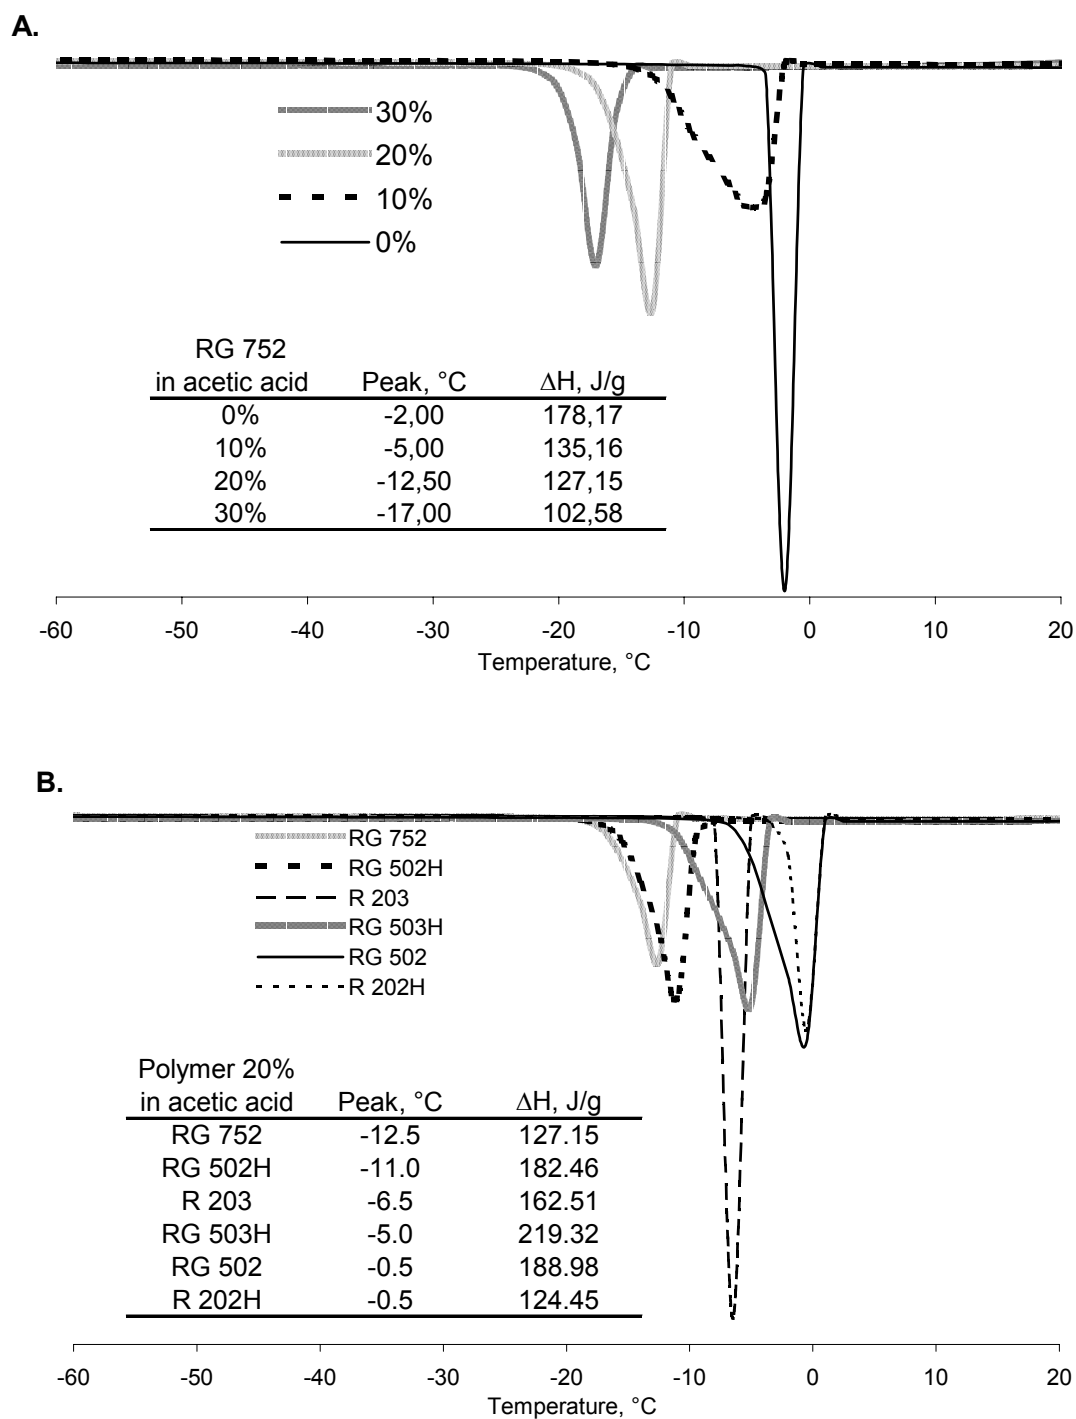 A.
30%
20%
10%
0%
RG 752
in acetic acid Peak, °C ΔH, J/g
0% -2,00 178,17
10% -5,00 135,16
20% -12,50 127,15
30% -17,00 102,58
-60 -50 -40 -30 -20 -10 0 10 20
Temperature, °C
B.
RG 752
RG 502H
R 203
RG 503H
RG 502
R 202H
Polymer 20%
in acetic acid Peak, °C ΔH, J/g
RG 752 -12.5 127.15
RG 502H -11.0 182.46
R 203 -6.5 162.51
RG 503H -5.0 219.32
RG 502 -0.5 188.98
R 202H -0.5 124.45
-60 -50 -40 -30 -20 -10 0 10 20
Temperature, °C